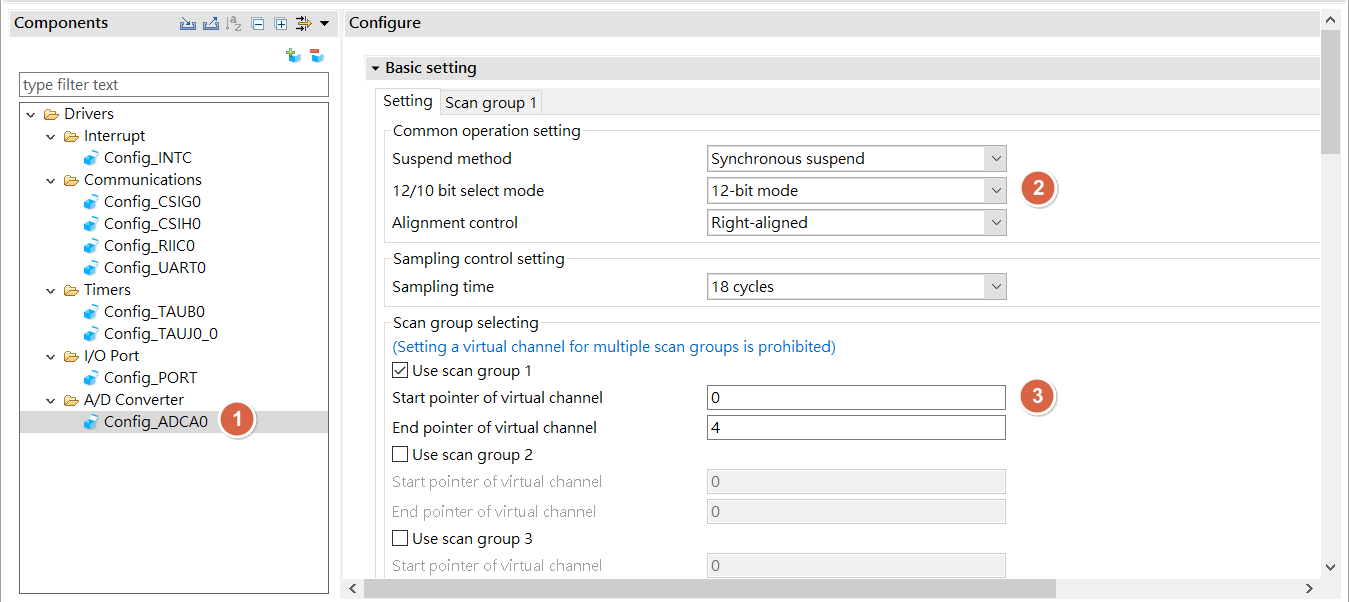 Components
type filter text
Drivers
Interrupt
Config_INTC
Communications
Config_CSIG0
Config_CSIH0
Config_RIIC0
Config_UART0
Timers
Config_TAUB0
Config_TAUJ0_0
I/O Port
Config_PORT
A/D Converter
Config_ADCA0 1
Configure
Basic setting
Setting Scan group 1
Common operation setting
Suspend method Synchronous suspend
12/10 bit select mode 12-bit mode 2
Alignment control Right-aligned
Sampling control setting
Sampling time 18 cycles
Scan group selecting
(Setting a virtual channel for multiple scan groups is prohibited)
Use scan group 1
Start pointer of virtual channel 0 3
End pointer of virtual channel 4
Use scan group 2
Start pointer of virtual channel 0
End pointer of virtual channel 0
Use scan group 3
Start pointer of virtual channel 0